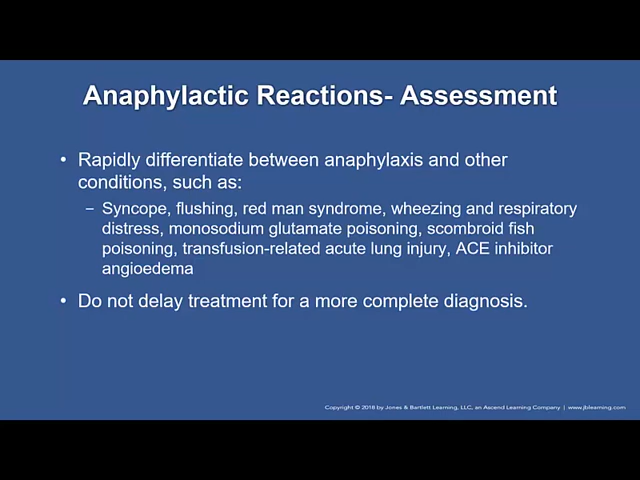 Anaphylactic Reactions- Assessment
• Rapidly differentiate between anaphylaxis and other
conditions, such as:
– Syncope, flushing, red man syndrome, wheezing and respiratory
distress, monosodium glutamate poisoning, scombroid fish
poisoning, transfusion-related acute lung injury, ACE inhibitor
angioedema
• Do not delay treatment for a more complete diagnosis.
Copyright © 2018 by Jones & Bartlett Learning, LLC, an Ascend Learning Company | www.jblearning.com